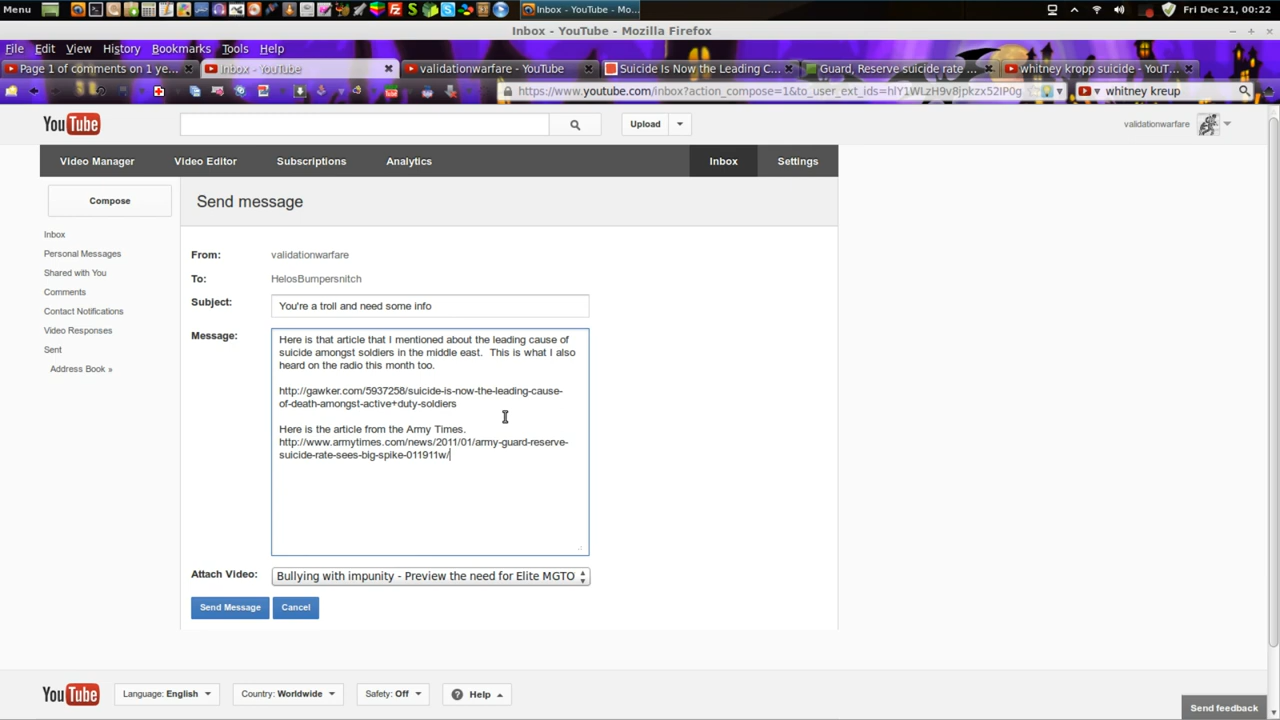 Menu
Inbox - YouTube - Mo...
Fri Dec 21, 00:22
Inbox - YouTube - Mozilla Firefox
File Edit View History Bookmarks Tools Help
Page 1 of comments on 1 ye...
Inbox - YouTube
validationwarfare - YouTube
Suicide Is Now the Leading C...
Guard, Reserve suicide rate ...
whitney kropp suicide - YouT...
https://www.youtube.com/inbox?action_compose=1&to_user_ext_ids=hlY1WLzH9v8jpkzx52IP0g
whitney kreup
YouTube
Upload
validationwarfare
Video Manager Video Editor Subscriptions Analytics Inbox Settings
Compose
Send message
Inbox
Personal Messages
Shared with You
Comments
Contact Notifications
Video Responses
Sent
Address Book »
From: validationwarfare
To: HelosBumpersnitch
Subject: You're a troll and need some info
Message: Here is that article that I mentioned about the leading cause of
suicide amongst soldiers in the middle east. This is what I also
heard on the radio this month too.
http://gawker.com/5937258/suicide-is-now-the-leading-cause-
of-death-amongst-active+duty-soldiers
Here is the article from the Army Times.
http://www.armytimes.com/news/2011/01/army-guard-reserve-
suicide-rate-sees-big-spike-011911w/
Attach Video: Bullying with impunity - Preview the need for Elite MGTO
Send Message Cancel
YouTube Language: English Country: Worldwide Safety: Off Help
Send feedback